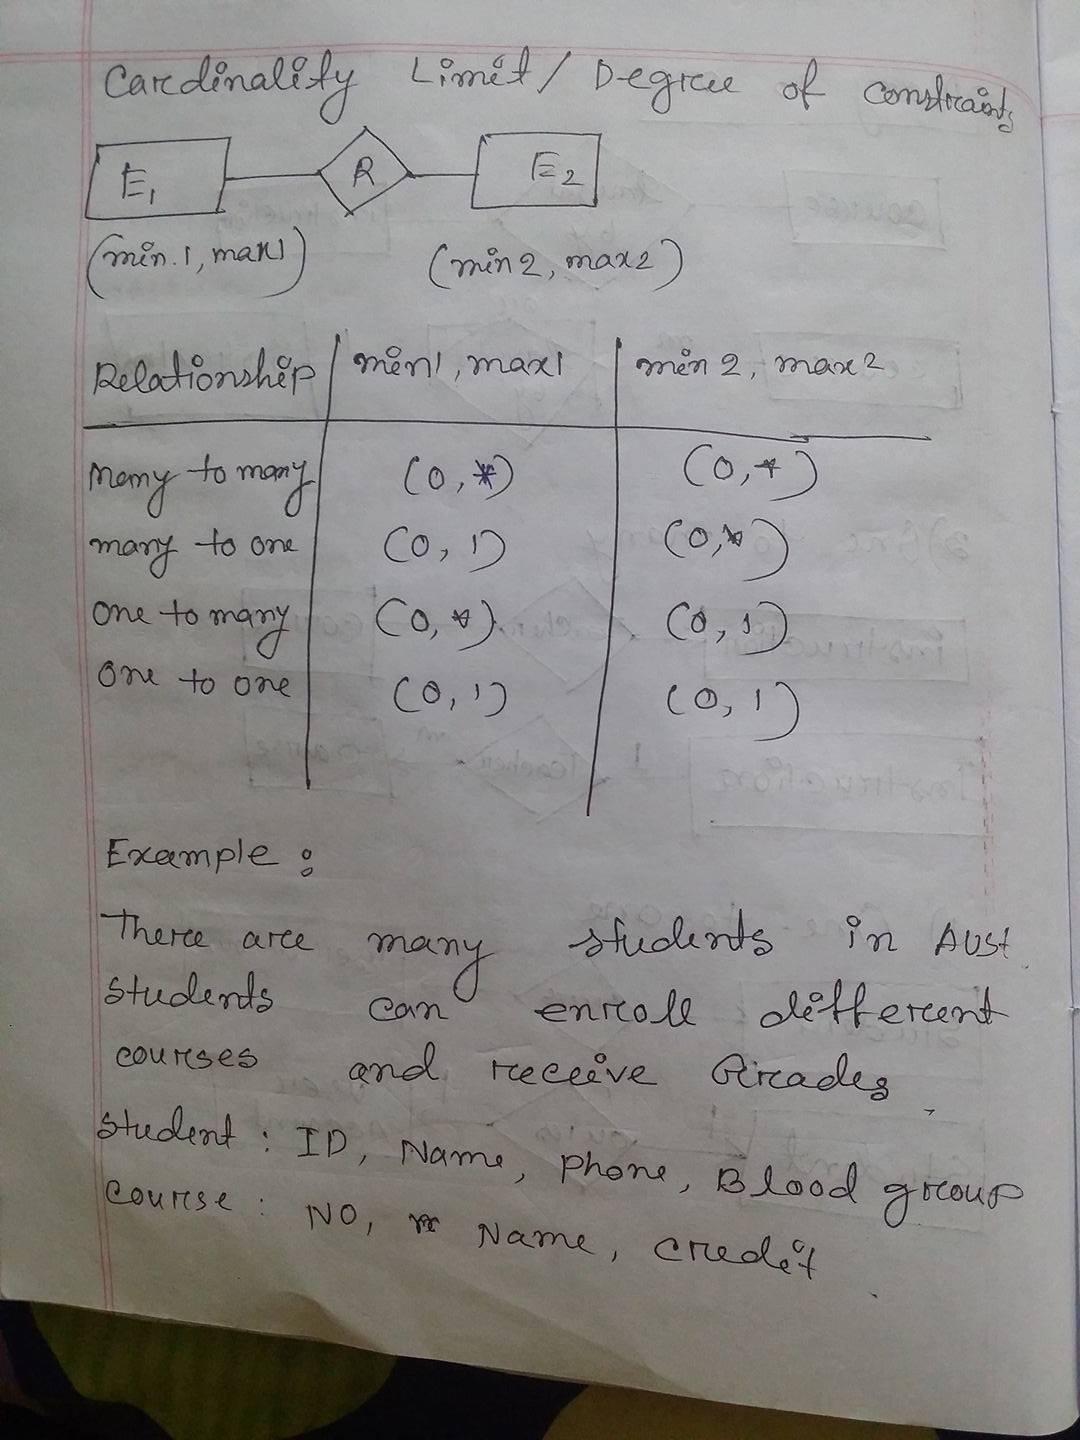 Cardinality Limit / Degree of constraints
E1 R E2
(min.1, max1) (min2, max2)
Relationship min1, max1 min 2, max 2
Many to many (0, *) (0, *)
many to one (0, 1) (0, *)
one to many (0, *) (0, 1)
one to one (0, 1) (0, 1)
Example :
There are many students in AUST.
students can enroll different
courses and receive Grades.
Student : ID, Name, Phone, Blood group
course : NO, Name, credit